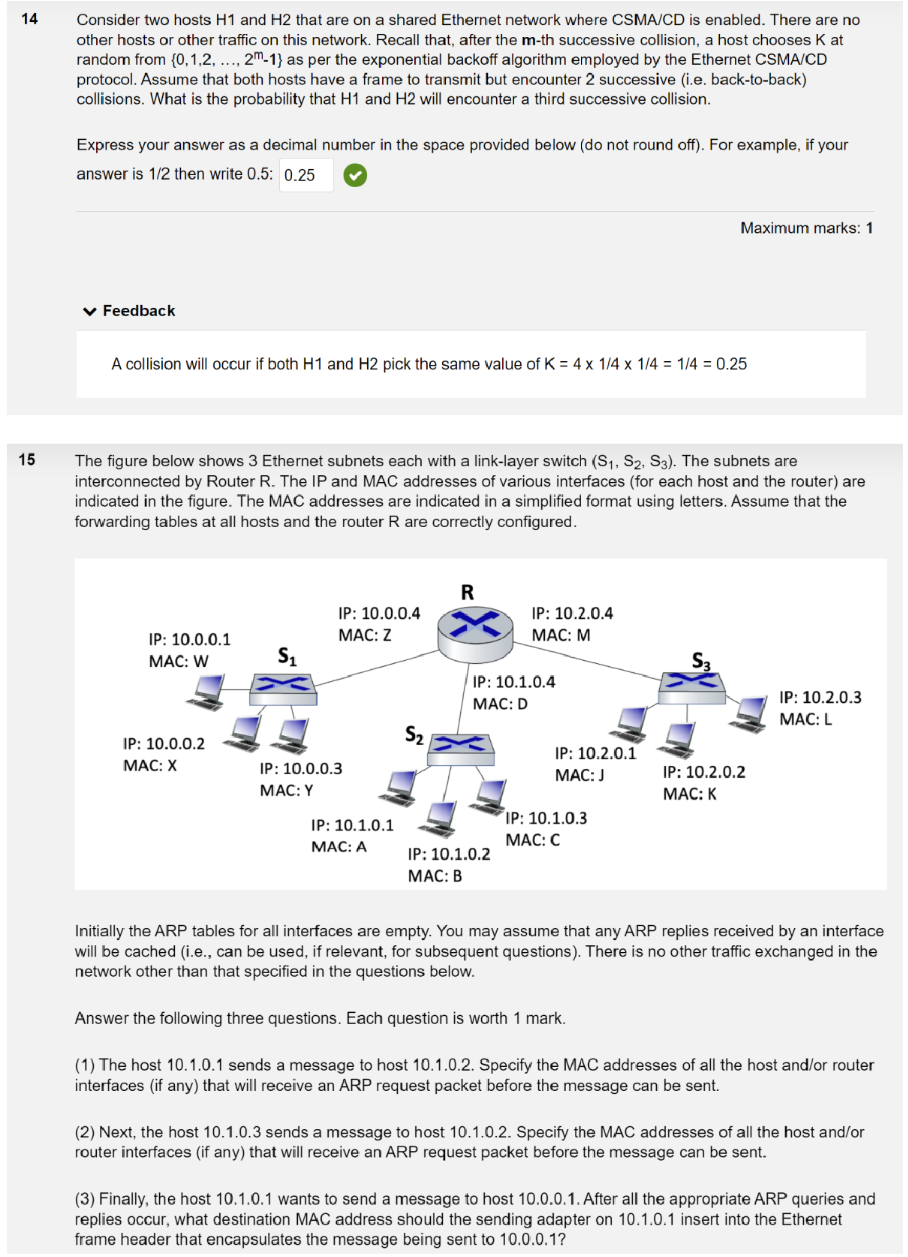 14
Consider two hosts H1 and H2 that are on a shared Ethernet network where CSMA/CD is enabled. There are no
other hosts or other traffic on this network. Recall that, after the m-th successive collision, a host chooses K at
random from {0,1,2, ..., 2^m-1} as per the exponential backoff algorithm employed by the Ethernet CSMA/CD
protocol. Assume that both hosts have a frame to transmit but encounter 2 successive (i.e. back-to-back)
collisions. What is the probability that H1 and H2 will encounter a third successive collision.
Express your answer as a decimal number in the space provided below (do not round off). For example, if your
answer is 1/2 then write 0.5: 0.25
Maximum marks: 1
Feedback
A collision will occur if both H1 and H2 pick the same value of K = 4 x 1/4 x 1/4 = 1/4 = 0.25
15
The figure below shows 3 Ethernet subnets each with a link-layer switch (S₁, S₂, S₃). The subnets are
interconnected by Router R. The IP and MAC addresses of various interfaces (for each host and the router) are
indicated in the figure. The MAC addresses are indicated in a simplified format using letters. Assume that the
forwarding tables at all hosts and the router R are correctly configured.
R
IP: 10.0.0.4
MAC: Z
IP: 10.2.0.4
MAC: M
IP: 10.0.0.1
MAC: W
S₁
S₃
IP: 10.1.0.4
MAC: D
IP: 10.2.0.3
MAC: L
S₂
IP: 10.0.0.2
MAC: X
IP: 10.0.0.3
MAC: Y
IP: 10.2.0.1
MAC: J
IP: 10.2.0.2
MAC: K
IP: 10.1.0.1
MAC: A
IP: 10.1.0.3
MAC: C
IP: 10.1.0.2
MAC: B
Initially the ARP tables for all interfaces are empty. You may assume that any ARP replies received by an interface
will be cached (i.e., can be used, if relevant, for subsequent questions). There is no other traffic exchanged in the
network other than that specified in the questions below.
Answer the following three questions. Each question is worth 1 mark.
(1) The host 10.1.0.1 sends a message to host 10.1.0.2. Specify the MAC addresses of all the host and/or router
interfaces (if any) that will receive an ARP request packet before the message can be sent.
(2) Next, the host 10.1.0.3 sends a message to host 10.1.0.2. Specify the MAC addresses of all the host and/or
router interfaces (if any) that will receive an ARP request packet before the message can be sent.
(3) Finally, the host 10.1.0.1 wants to send a message to host 10.0.0.1. After all the appropriate ARP queries and
replies occur, what destination MAC address should the sending adapter on 10.1.0.1 insert into the Ethernet
frame header that encapsulates the message being sent to 10.0.0.1?